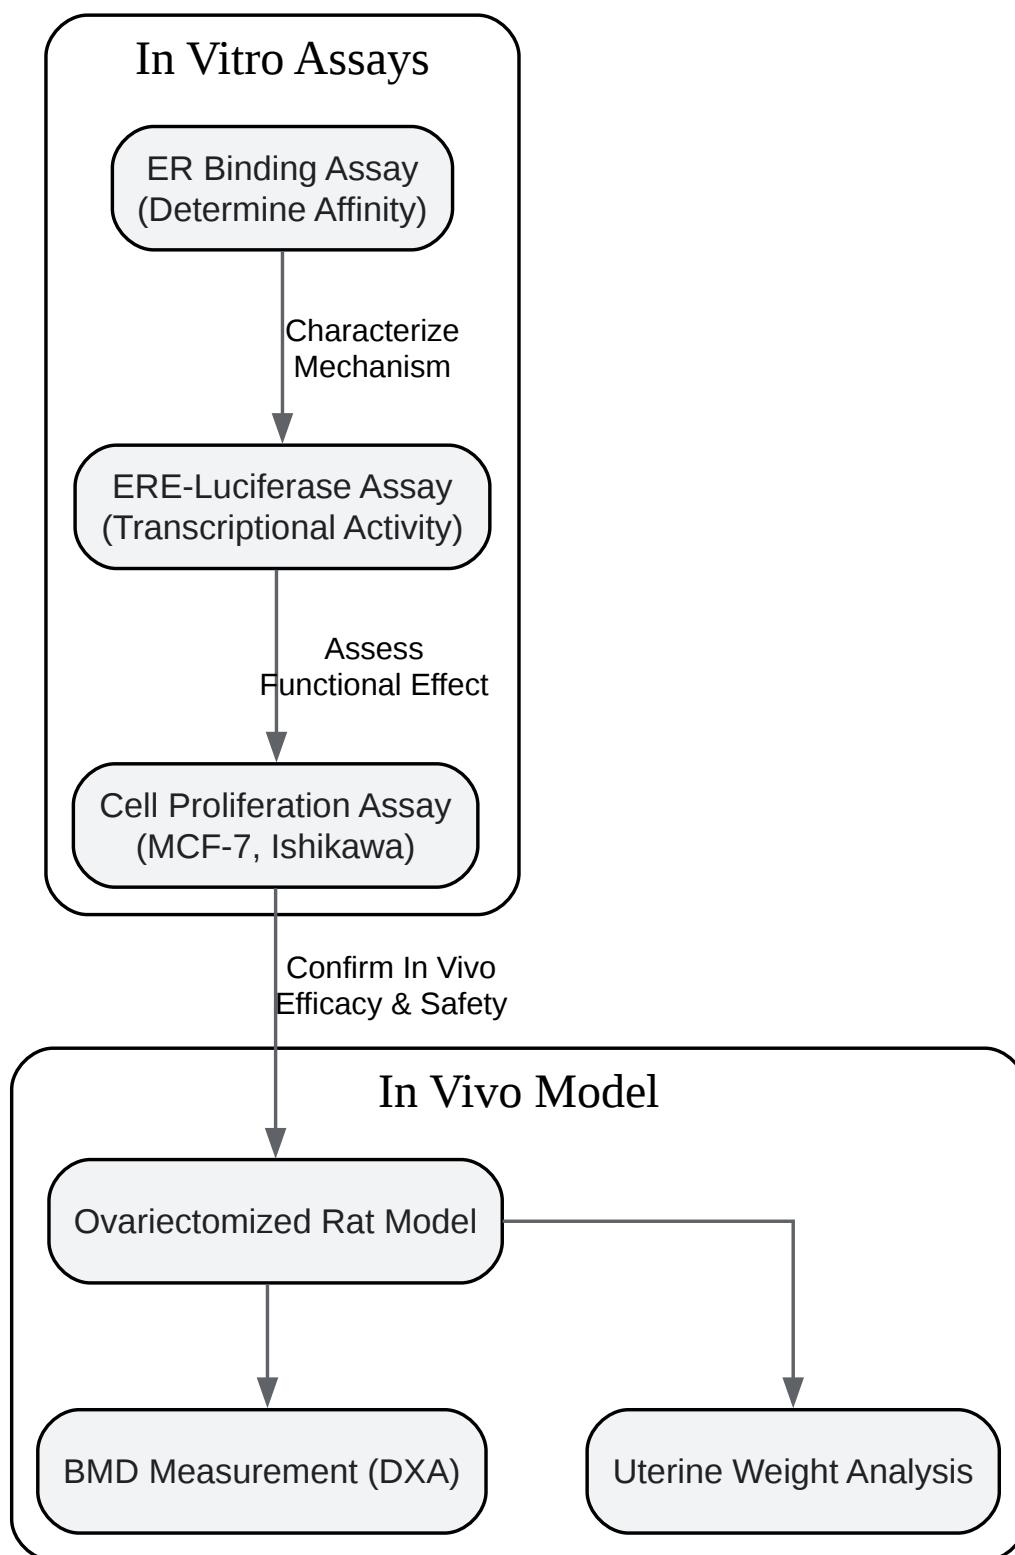 In Vitro Assays
ER Binding Assay
(Determine Affinity)
Characterize
Mechanism
ERE-Luciferase Assay
(Transcriptional Activity)
Assess
Functional Effect
Cell Proliferation Assay
(MCF-7, Ishikawa)
Confirm In Vivo
Efficacy & Safety
In Vivo Model
Ovariectomized Rat Model
BMD Measurement (DXA)
Uterine Weight Analysis